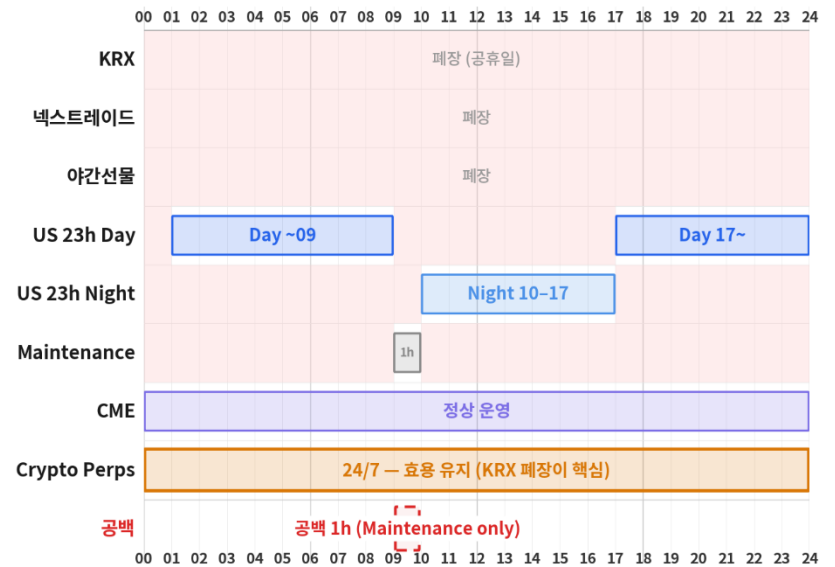 00 01 02 03 04 05 06 07 08 09 10 11 12 13 14 15 16 17 18 19 20 21 22 23 24
KRX 폐장 (공휴일)
넥스트레이드 폐장
야간선물 폐장
US 23h Day Day ~09 Day 17~
US 23h Night Night 10–17
Maintenance 1h
CME 정상 운영
Crypto Perps 24/7 — 효용 유지 (KRX 폐장이 핵심)
공백 공백 1h (Maintenance only)
00 01 02 03 04 05 06 07 08 09 10 11 12 13 14 15 16 17 18 19 20 21 22 23 24